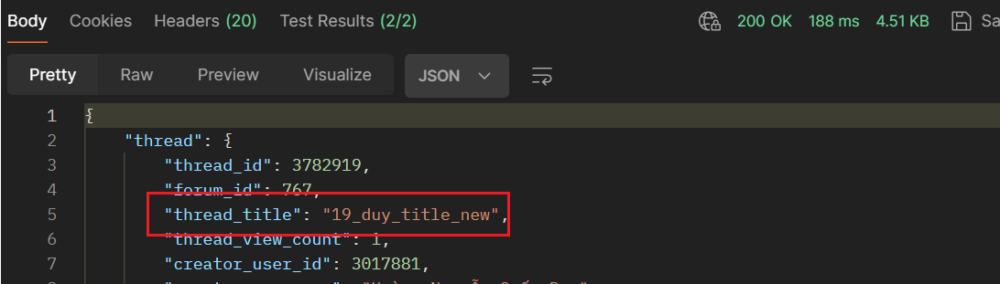 Body Cookies Headers (20) Test Results (2/2) 200 OK 188 ms 4.51 KB Sa
Pretty Raw Preview Visualize JSON
1 {
2 "thread": {
3 "thread_id": 3782919,
4 "forum_id": 767,
5 "thread_title": "19_duy_title_new",
6 "thread_view_count": 1,
7 "creator_user_id": 3017881,